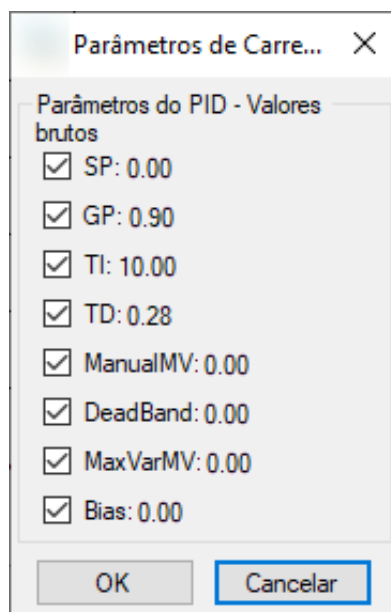 Parâmetros de Carre...
Parâmetros do PID - Valores
brutos
SP: 0.00
GP: 0.90
TI: 10.00
TD: 0.28
ManualMV: 0.00
DeadBand: 0.00
MaxVarMV: 0.00
Bias: 0.00
OK Cancelar